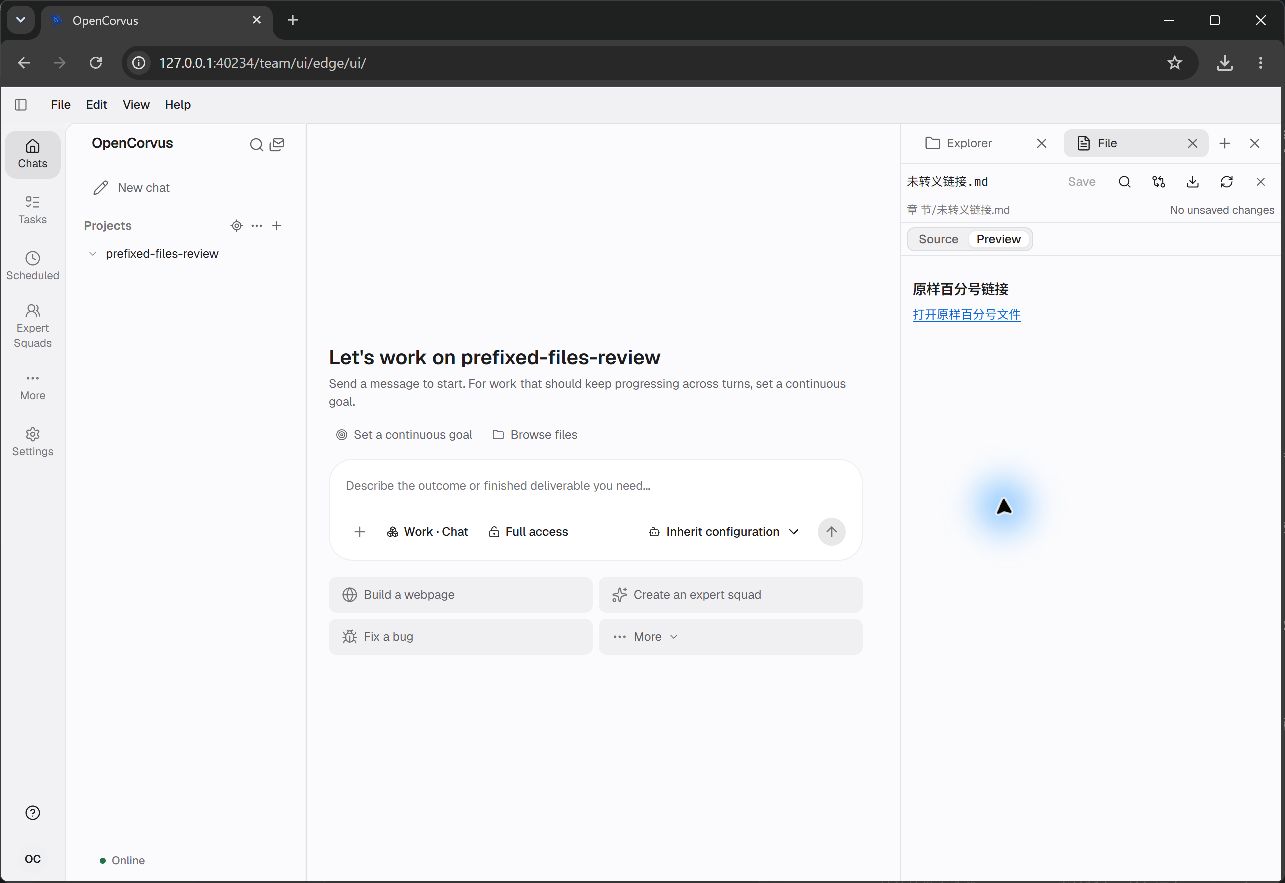 OpenCorvus
127.0.0.1:40234/team/ui/edge/ui/
File Edit View Help
Chats
Tasks
Scheduled
Expert
Squads
More
Settings
OC
OpenCorvus
New chat
Projects
prefixed-files-review
Online
Let's work on prefixed-files-review
Send a message to start. For work that should keep progressing across turns, set a continuous
goal.
Set a continuous goal Browse files
Describe the outcome or finished deliverable you need...
Work · Chat Full access Inherit configuration
Build a webpage Create an expert squad
Fix a bug More
Explorer File
未转义链接.md Save
章 节/未转义链接.md No unsaved changes
Source Preview
原样百分号链接
打开原样百分号文件